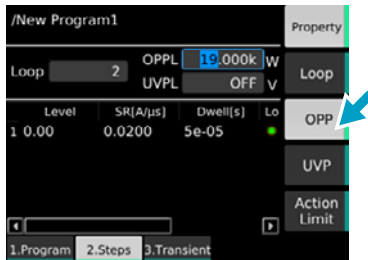 /New Program1
Property
Loop 2 OPPL 19.000k W
UVPL OFF V
Loop
Level SR[A/µs] Dwell[s] Lo
1 0.00 0.0200 5e-05
OPP
UVP
Action
Limit
1.Program 2.Steps 3.Transient